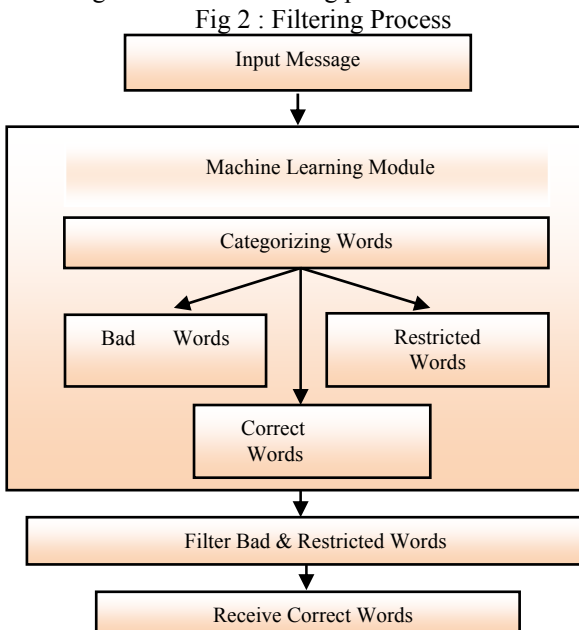 Fig 2 : Filtering Process
Input Message
Machine Learning Module
Categorizing Words
Bad Words
Restricted
Words
Correct
Words
Filter Bad & Restricted Words
Receive Correct Words